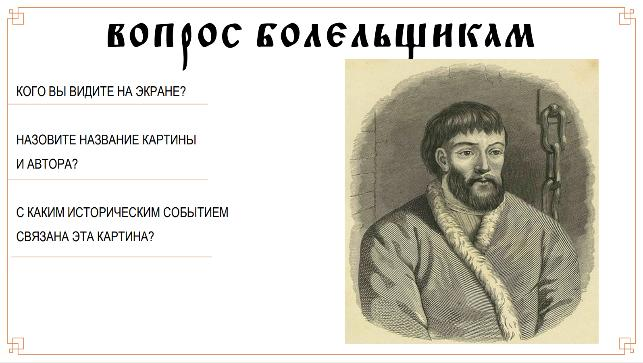 ВОПРОС БОЛЕЛЬЩИКАМ
КОГО ВЫ ВИДИТЕ НА ЭКРАНЕ?
НАЗОВИТЕ НАЗВАНИЕ КАРТИНЫ
И АВТОРА?
С КАКИМ ИСТОРИЧЕСКИМ СОБЫТИЕМ
СВЯЗАНА ЭТА КАРТИНА?